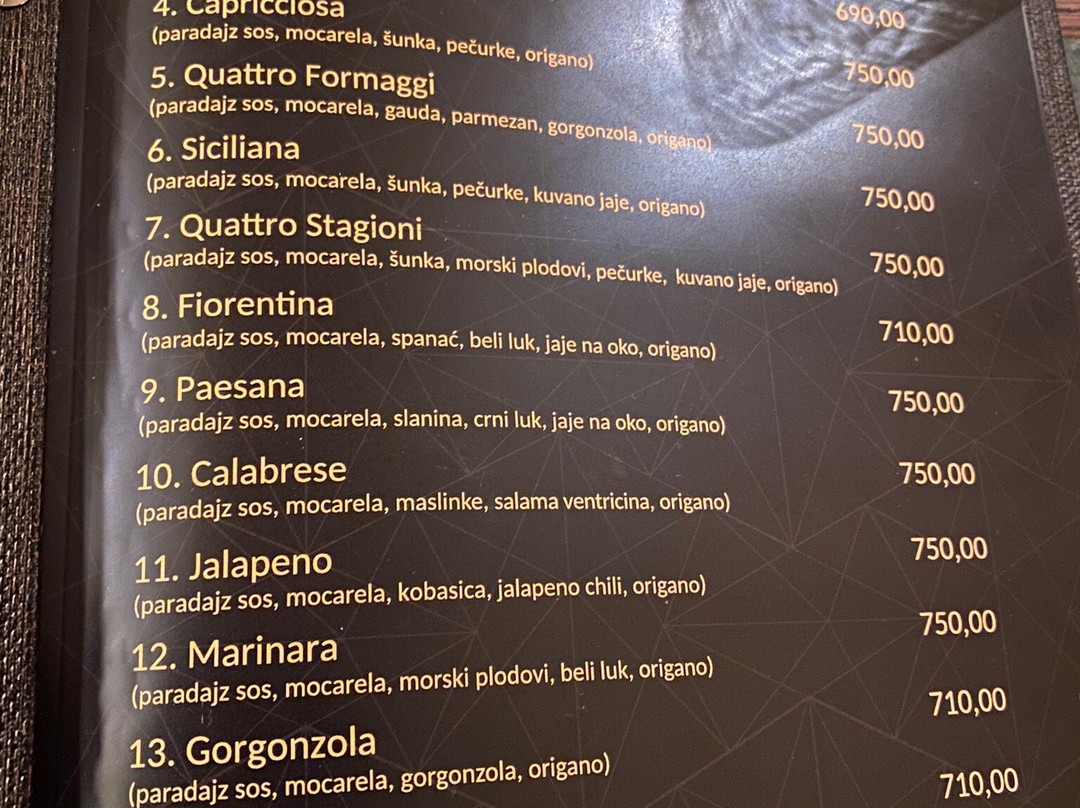 4. Capricciosa
690,00
(paradajz sos, mocarela, šunka, pečurke, origano)
5. Quattro Formaggi
750,00
(paradajz sos, mocarela, gauda, parmezan, gorgonzola, origano)
750,00
6. Siciliana
(paradajz sos, mocarela, šunka, pečurke, kuvano jaje, origano)
750,00
7. Quattro Stagioni
(paradajz sos, mocarela, šunka, morski plodovi, pečurke, kuvano jaje, origano)
750,00
8. Fiorentina
(paradajz sos, mocarela, spanać, beli luk, jaje na oko, origano)
710,00
9. Paesana
(paradajz sos, mocarela, slanina, crni luk, jaje na oko, origano)
750,00
10. Calabrese
750,00
(paradajz sos, mocarela, maslinke, salama ventricina, origano)
11. Jalapeno
750,00
(paradajz sos, mocarela, kobasica, jalapeno chili, origano)
750,00
12. Marinara
(paradajz sos, mocarela, morski plodovi, beli luk, origano)
710,00
13. Gorgonzola
(paradajz sos, mocarela, gorgonzola, origano)
710,00